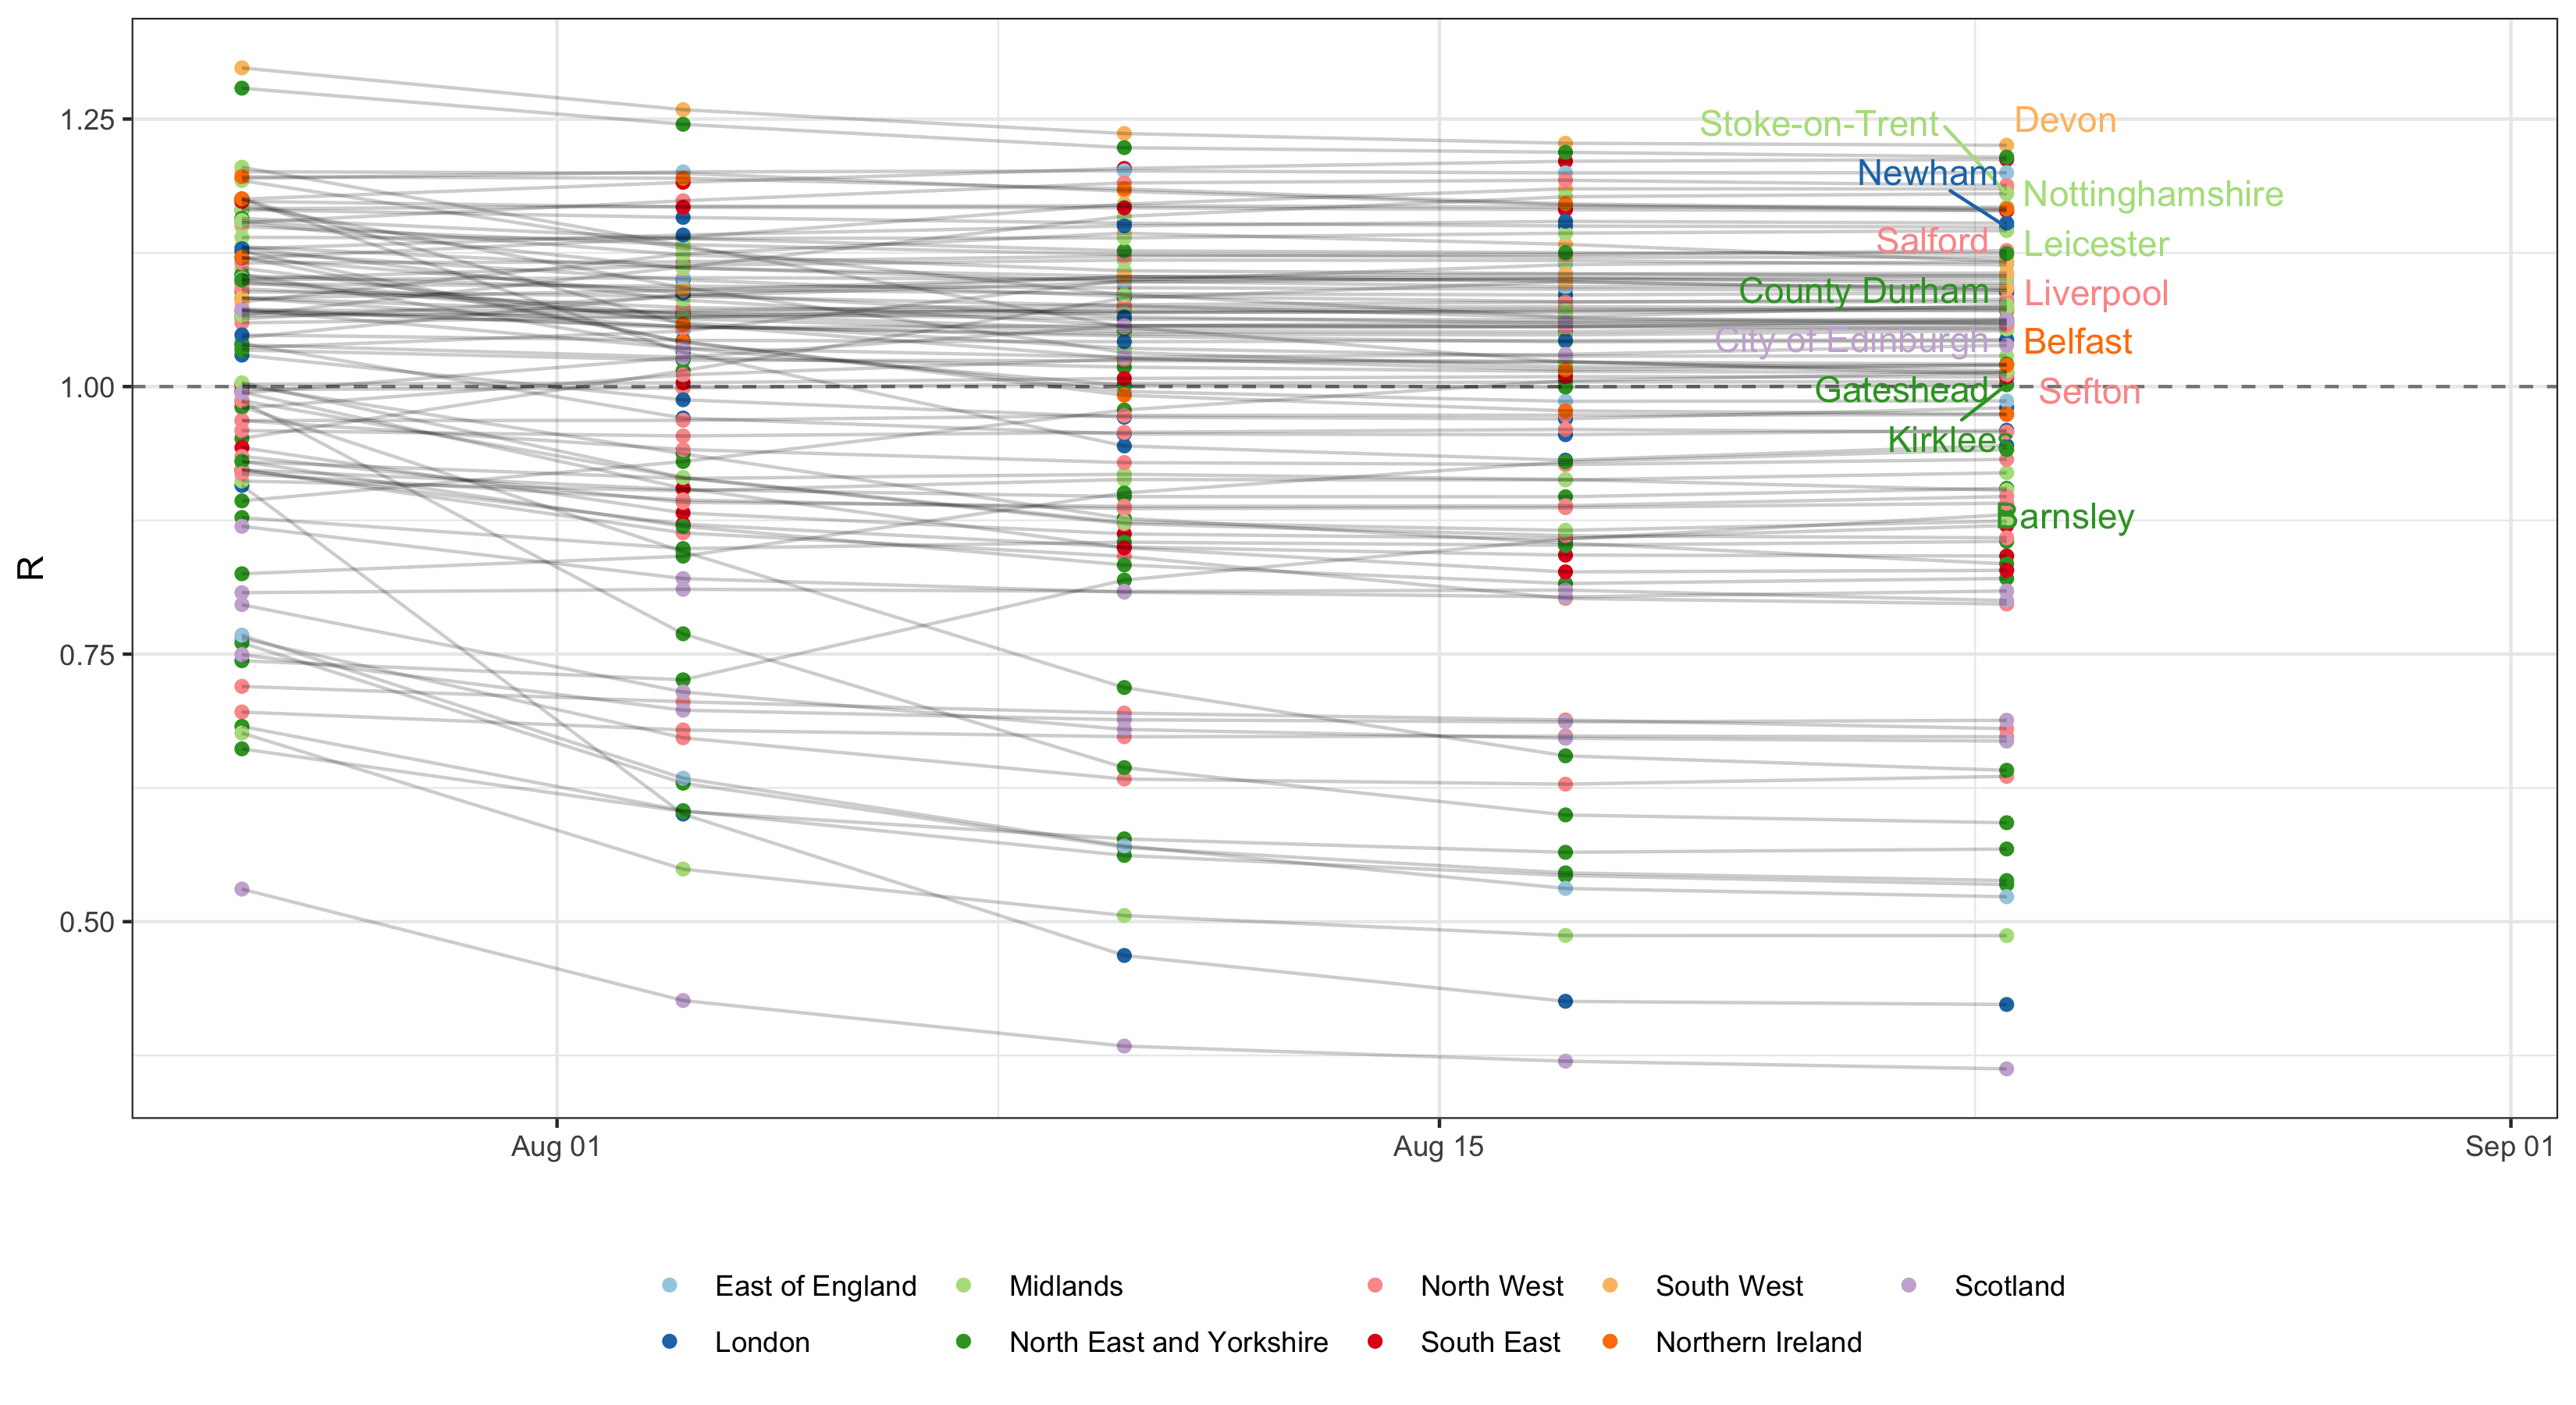 1.25
1.00
0.75
0.50
R
Stoke-on-Trent
Devon
Newham
Nottinghamshire
Salford
Leicester
County Durham
Liverpool
City of Edinburgh
Belfast
Gateshead
Sefton
Kirklees
Barnsley
Aug 01
Aug 15
Sep 01
East of England
Midlands
North West
South West
Scotland
London
North East and Yorkshire
South East
Northern Ireland